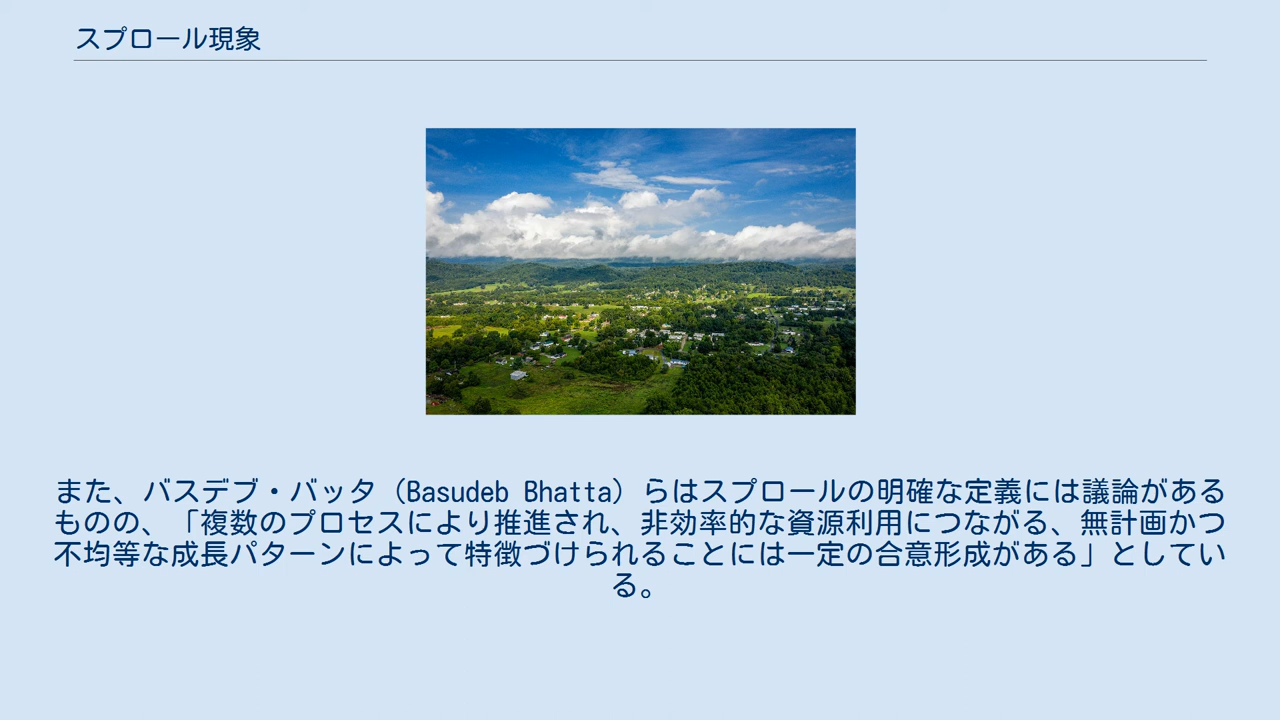 スプロール現象
また、バスデブ・バッタ（Basudeb Bhatta）らはスプロールの明確な定義には議論がある
ものの、「複数のプロセスにより推進され、非効率的な資源利用につながる、無計画かつ
不均等な成長パターンによって特徴づけられることには一定の合意形成がある」としてい
る。